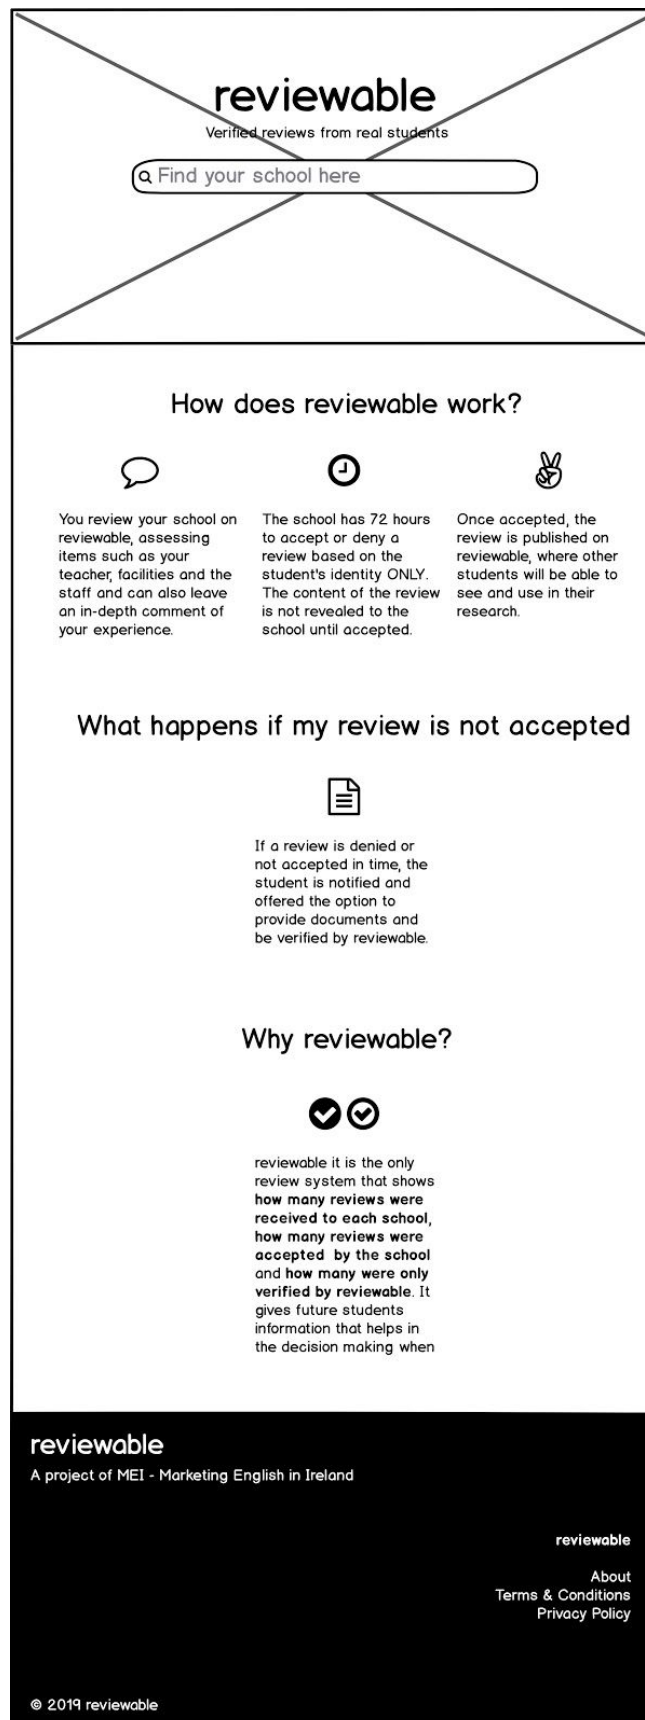 reviewable
Verified reviews from real students
Find your school here
How does reviewable work?
You review your school on
reviewable, assessing
items such as your
teacher, facilities and the
staff and can also leave
an in-depth comment of
your experience.
The school has 72 hours
to accept or deny a
review based on the
student's identity ONLY.
The content of the review
is not revealed to the
school until accepted.
Once accepted, the
review is published on
reviewable, where other
students will be able to
see and use in their
research.
What happens if my review is not accepted
If a review is denied or
not accepted in time, the
student is notified and
offered the option to
provide documents and
be verified by reviewable.
Why reviewable?
reviewable it is the only
review system that shows
how many reviews were
received to each school,
how many reviews were
accepted  by the school
and how many were only
verified by reviewable. It
gives future students
information that helps in
the decision making when
reviewable
A project of MEI - Marketing English in Ireland
reviewable
About
Terms & Conditions
Privacy Policy
© 2019 reviewable